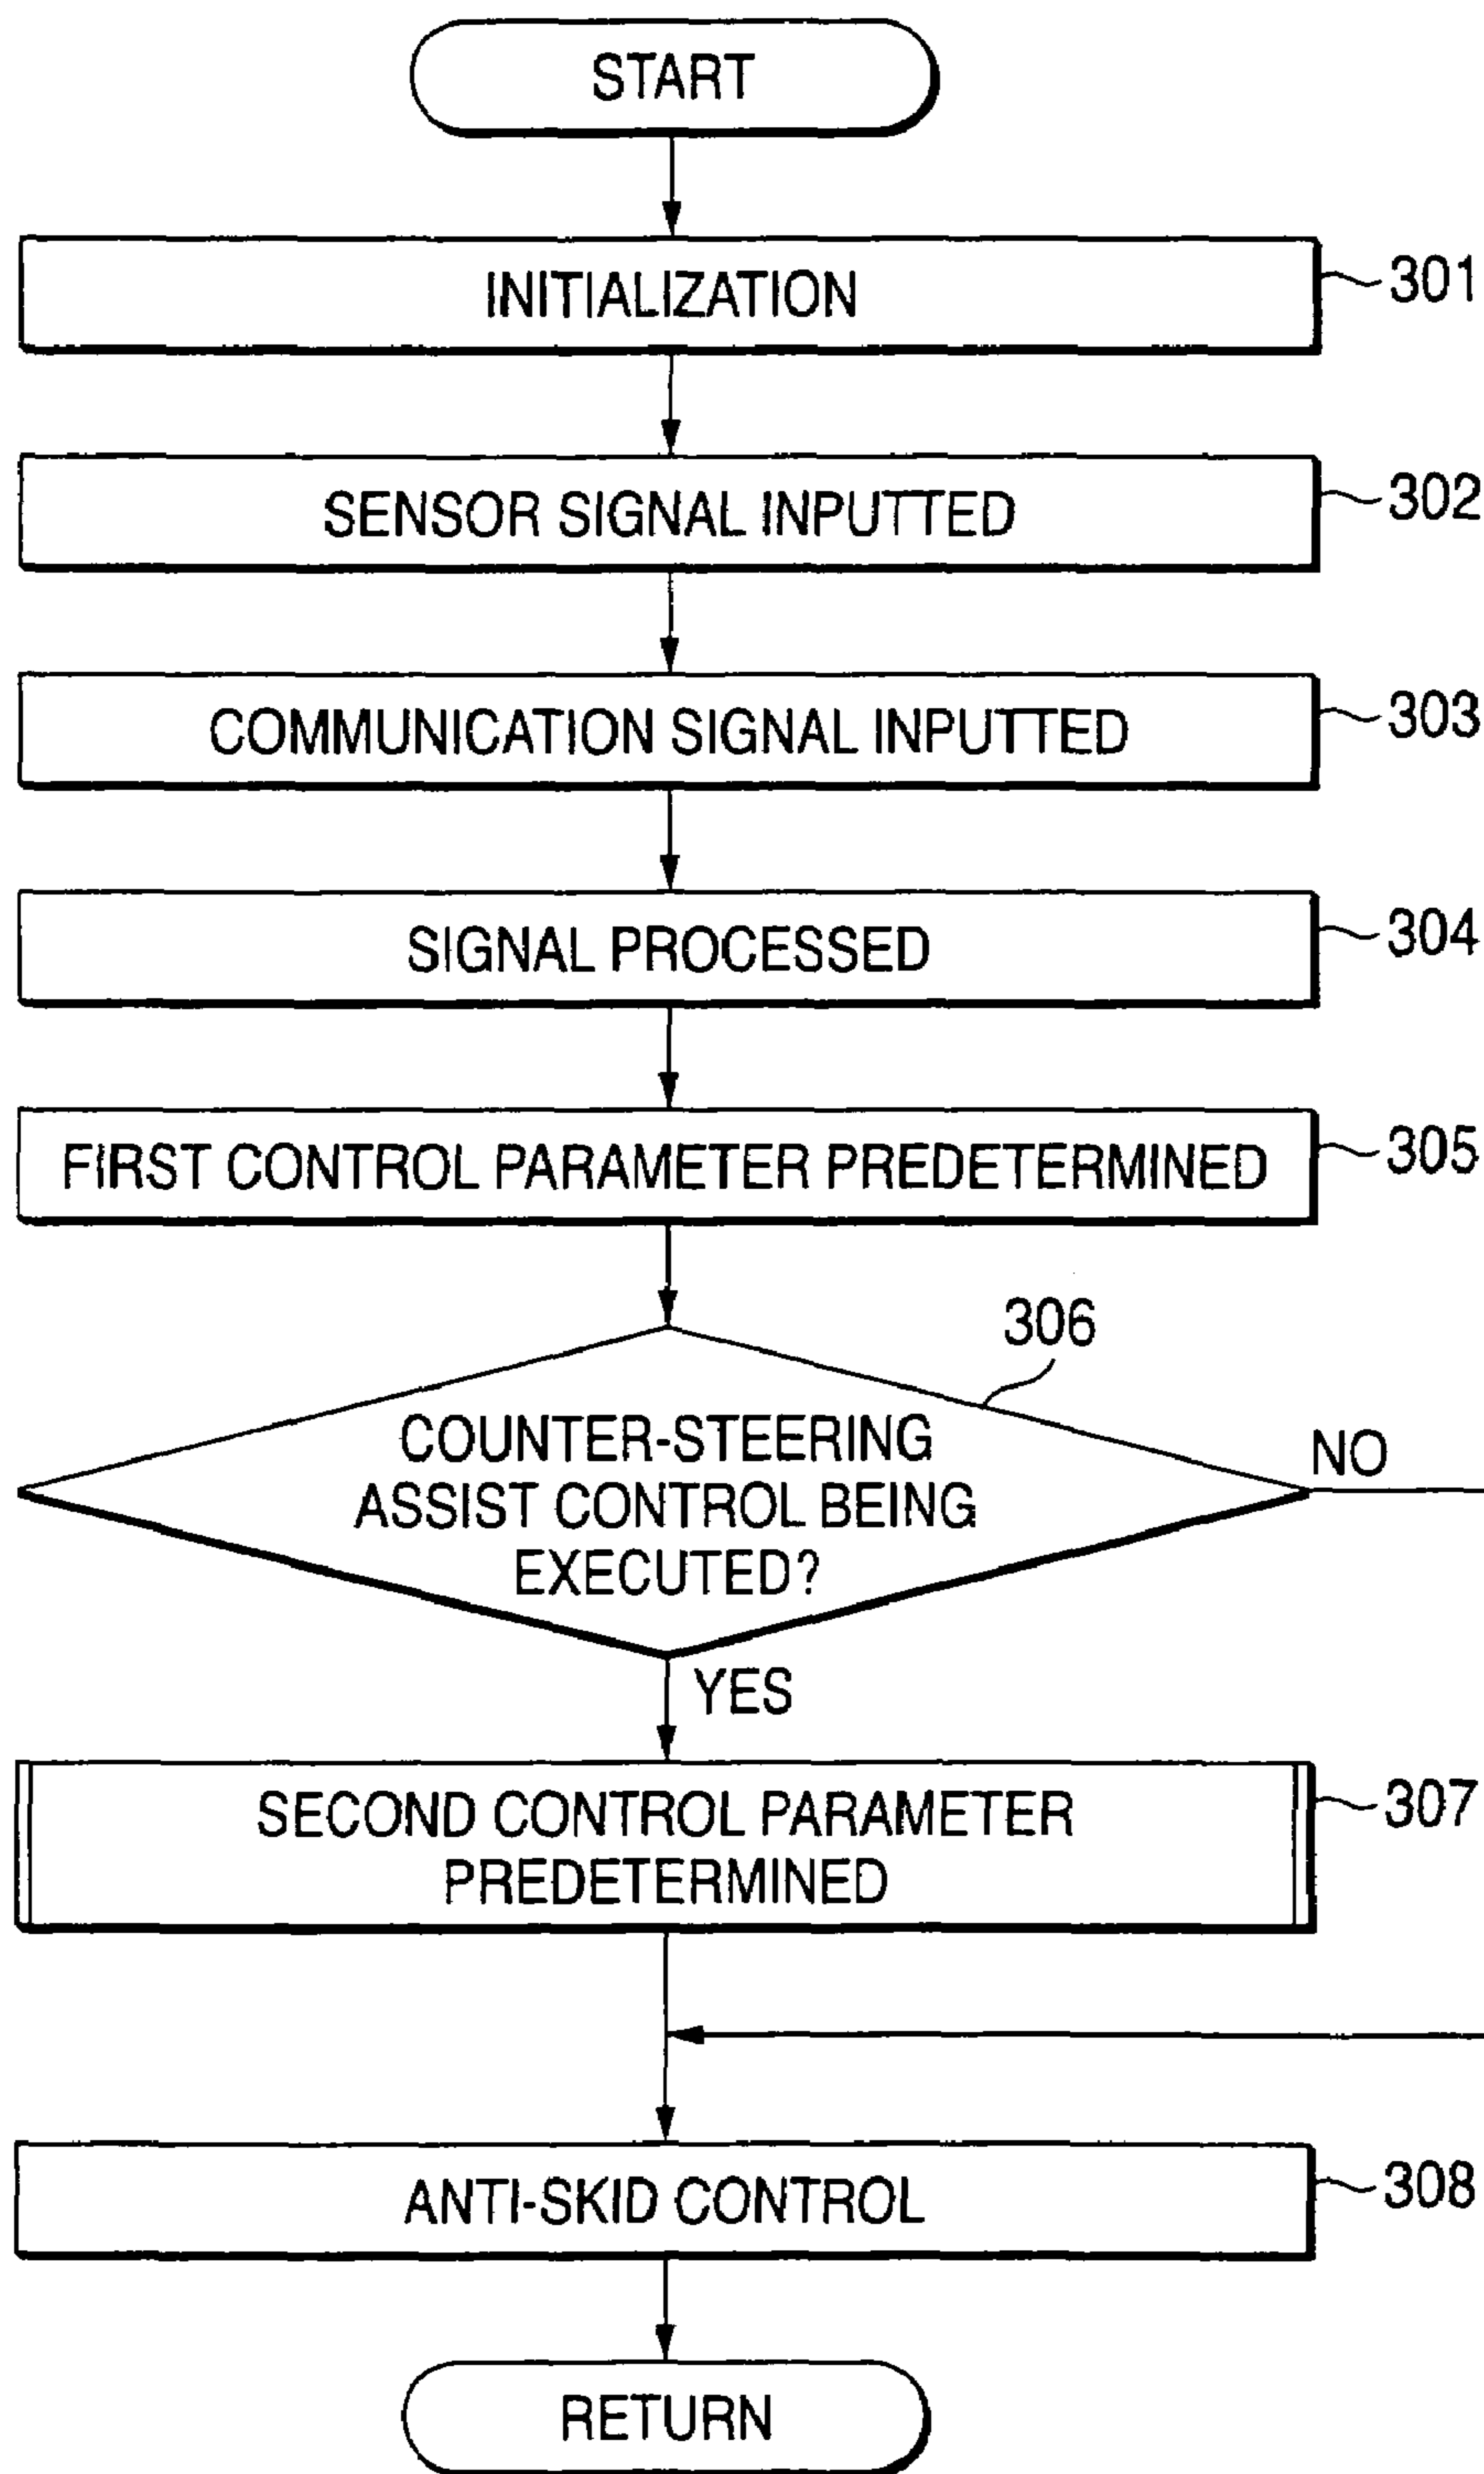 START
INITIALIZATION
301
SENSOR SIGNAL INPUTTED
302
COMMUNICATION SIGNAL INPUTTED
303
SIGNAL PROCESSED
304
FIRST CONTROL PARAMETER PREDETERMINED
305
306
COUNTER-STEERING
ASSIST CONTROL BEING
EXECUTED?
NO
YES
SECOND CONTROL PARAMETER
PREDETERMINED
307
ANTI-SKID CONTROL
308
RETURN